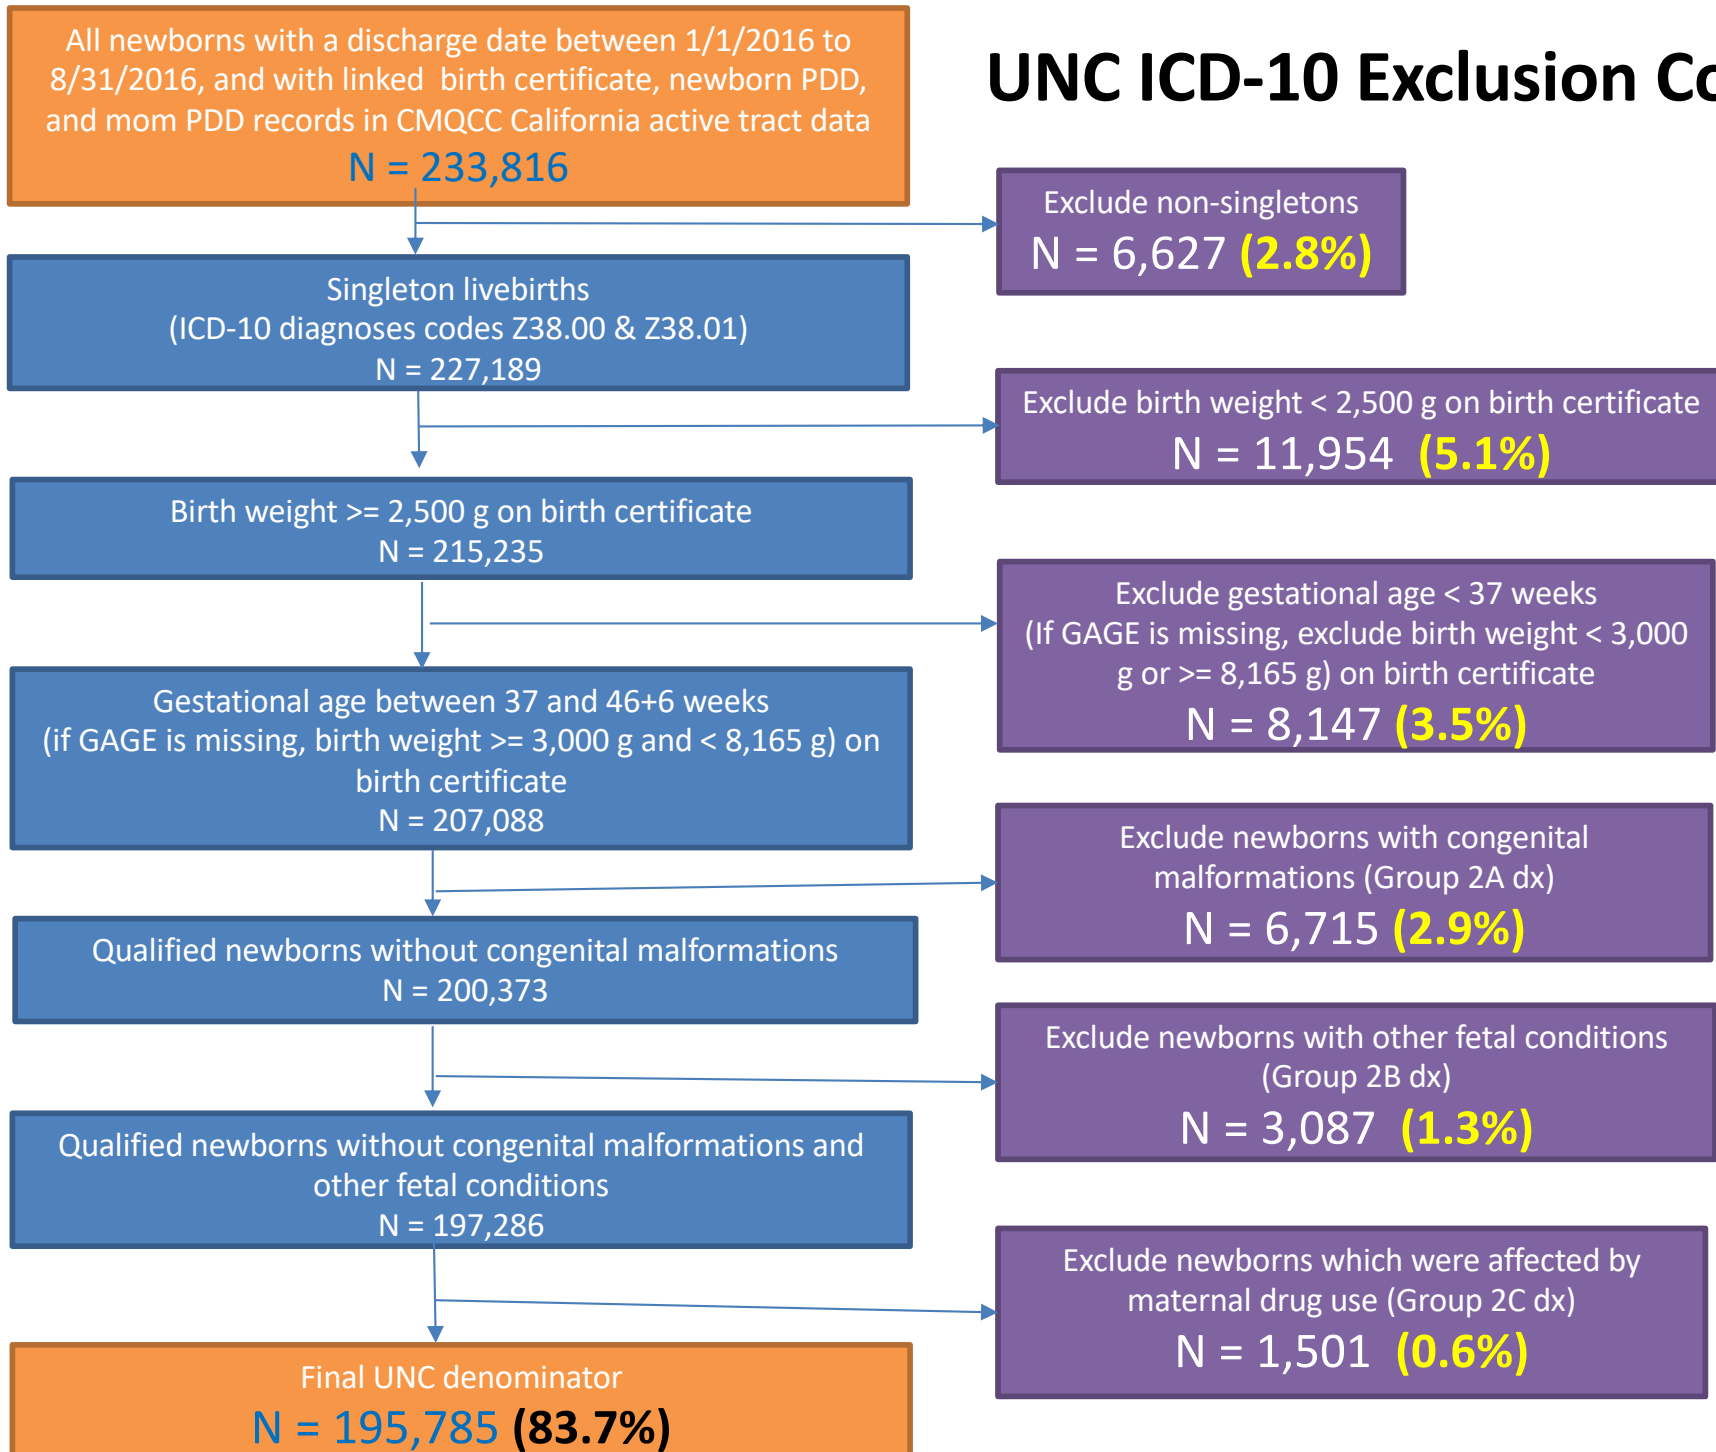 UNC ICD-10 Exclusion
All newborns with a discharge date between 1/1/2016 to
8/31/2016, and with linked  birth certificate, newborn PDD,
and mom PDD records in CMQCC California active tract data
N = 233,816
Exclude non-singletons
N = 6,627 (2.8%)
Singleton livebirths
(ICD-10 diagnoses codes Z38.00 & Z38.01)
N = 227,189
Exclude birth weight < 2,500 g on birth certificate
N = 11,954  (5.1%)
Birth weight >= 2,500 g on birth certificate
N = 215,235
Exclude gestational age < 37 weeks
(If GAGE is missing, exclude birth weight < 3,000
g or >= 8,165 g) on birth certificate
N = 8,147 (3.5%)
Gestational age between 37 and 46+6 weeks
(if GAGE is missing, birth weight >= 3,000 g and < 8,165 g) on
birth certificate
N = 207,088
Exclude newborns with congenital
malformations (Group 2A dx)
N = 6,715 (2.9%)
Qualified newborns without congenital malformations
N = 200,373
Exclude newborns with other fetal conditions
(Group 2B dx)
N = 3,087  (1.3%)
Qualified newborns without congenital malformations and
other fetal conditions
N = 197,286
Exclude newborns which were affected by
maternal drug use (Group 2C dx)
N = 1,501  (0.6%)
Final UNC denominator
N = 195,785 (83.7%)